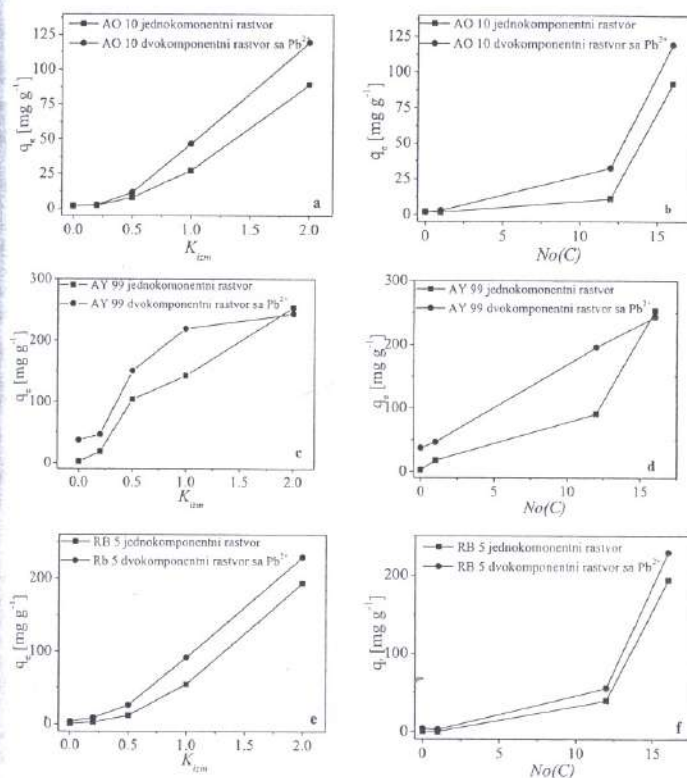 AO 10 jednokomonentni rastvor
AO 10 dvokomponentni rastvor sa Pb²⁺
125
100
75
50
25
0
qe [mg g⁻¹]
0.0 0.5 1.0 1.5 2.0
Kizm
a
AO 10 jednokomonentni rastvor
AO 10 dvokomponentni rastvor sa Pb²⁺
125
100
75
50
25
0
qe [mg g⁻¹]
0 5 10 15
No(C)
b
AY 99 jednokomonentni rastvor
AY 99 dvokomponentni rastvor sa Pb²⁺
300
200
100
0
qe [mg g⁻¹]
0.0 0.5 1.0 1.5 2.0
Kizm
c
AY 99 jednokomonentni rastvor
AY 99 dvokomponentni rastvor sa Pb²⁺
300
200
100
0
qe [mg g⁻¹]
0 5 10 15
No(C)
d
RB 5 jednokomonentni rastvor
Rb 5 dvokomponentni rastvor sa Pb²⁺
200
100
0
qe [mg g⁻¹]
0.0 0.5 1.0 1.5 2.0
Kizm
e
RB 5 jednokomonentni rastvor
RB 5 dvokomponentni rastvor sa Pb²⁺
200
100
0
q [mg g⁻¹]
0 5 10 15
No(C)
f